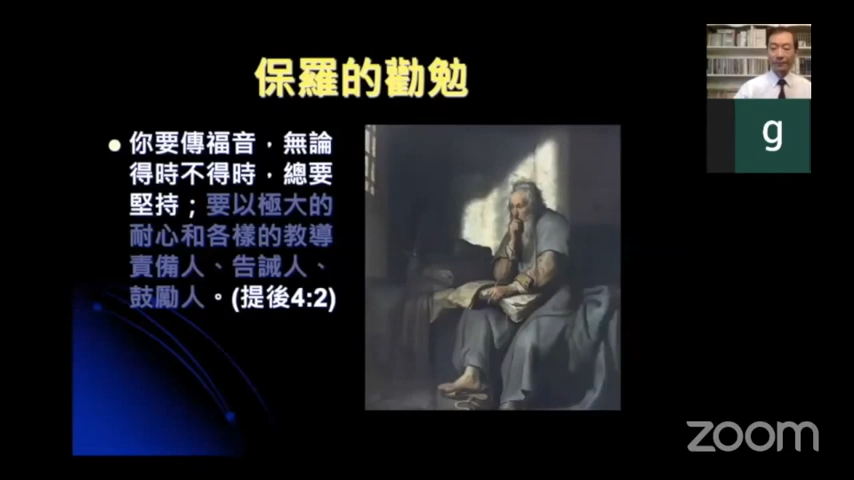 保羅的勸勉
你要傳福音，無論
得時不得時，總要
堅持；要以極大的
耐心和各樣的教導
責備人、告誡人、
鼓勵人。(提後4:2)
g
zoom